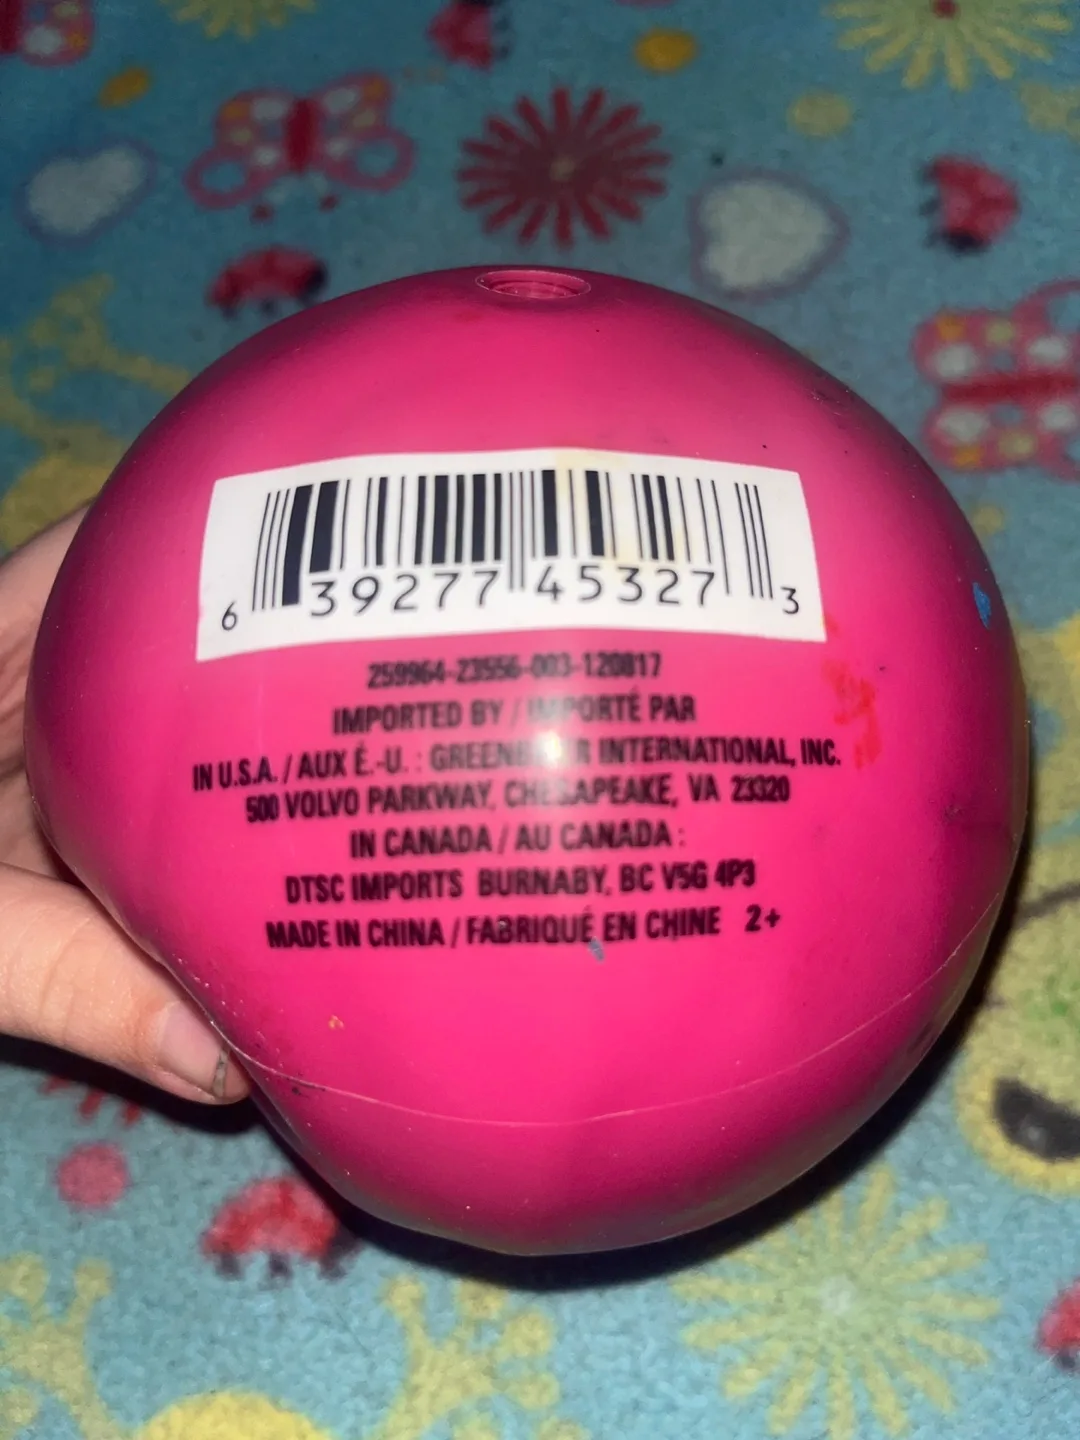 6 39277 45327 3
259964-23556-003-120817
IMPORTED BY / IMPORTÉ PAR
IN U.S.A. / AUX É.-U. : GREENBRIER INTERNATIONAL, INC.
500 VOLVO PARKWAY, CHESAPEAKE, VA 23320
IN CANADA / AU CANADA :
DTSC IMPORTS BURNABY, BC V5G 4P3
MADE IN CHINA / FABRIQUÉ EN CHINE 2+